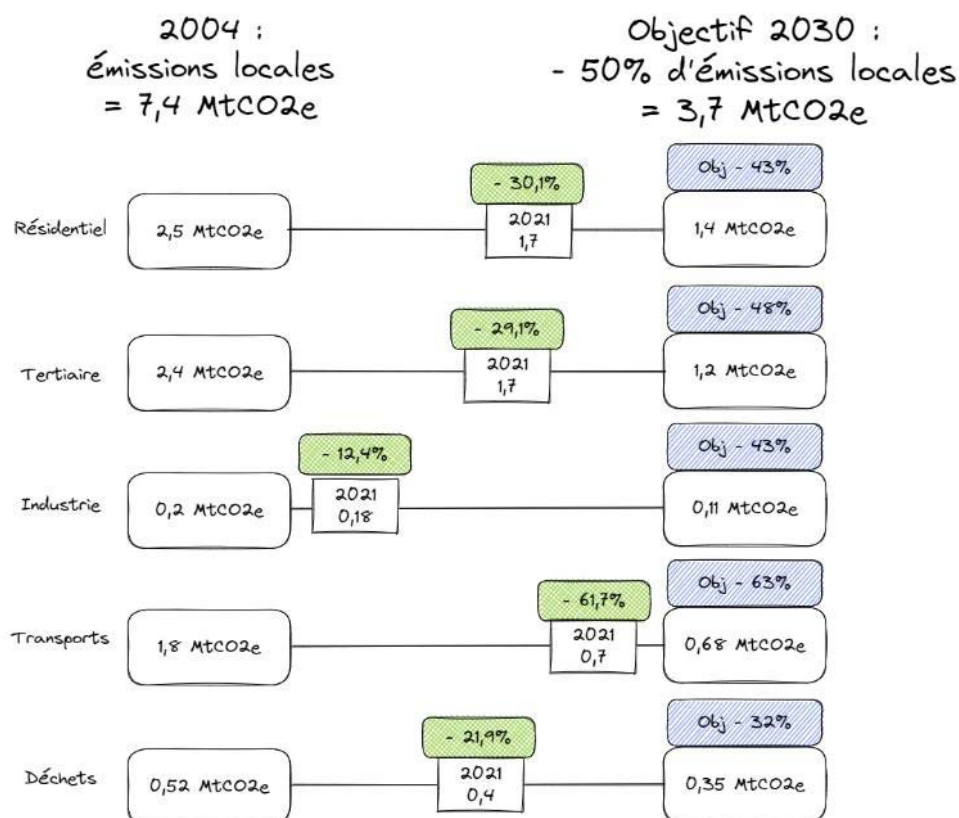 2004 :
émissions locales
= 7,4 MtCO2e
Objectif 2030 :
- 50% d'émissions locales
= 3,7 MtCO2e
Résidentiel
2,5 MtCO2e
- 30,1%
2021
1,7
Obj - 43%
1,4 MtCO2e
Tertiaire
2,4 MtCO2e
- 29,1%
2021
1,7
Obj - 48%
1,2 MtCO2e
Industrie
0,2 MtCO2e
- 12,4%
2021
0,18
Obj - 43%
0,11 MtCO2e
Transports
1,8 MtCO2e
- 61,7%
2021
0,7
Obj - 63%
0,68 MtCO2e
Déchets
0,52 MtCO2e
- 21,9%
2021
0,4
Obj - 32%
0,35 MtCO2e